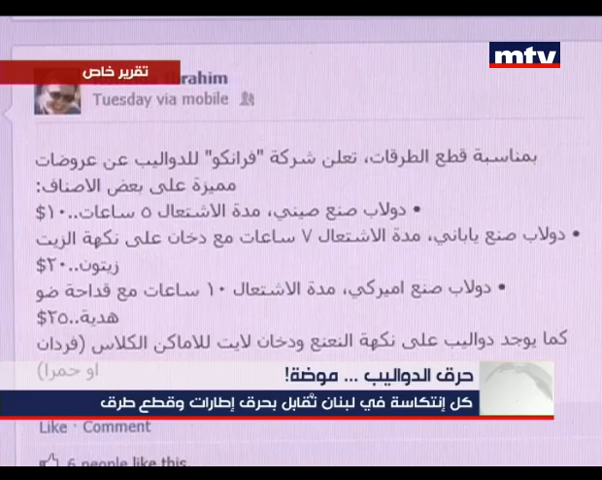 mtv
تقرير خاص
Ibrahim
Tuesday via mobile
بمناسبة قطع الطرقات، تعلن شركة "فرانكو" للدواليب عن عروضات
مميزة على بعض الاصناف:
• دولاب صنع صيني، مدة الاشتعال ٥ ساعات..١٠$
• دولاب صنع ياباني، مدة الاشتعال ٧ ساعات مع دخان على نكهة الزيت
زيتون..٢٠$
• دولاب صنع اميركي، مدة الاشتعال ١٠ ساعات مع قداحة ضو
هدية..٢٥$
كما يوجد دواليب على نكهة النعنع ودخان لايت للاماكن الكلاس (فردان
او حمرا)
حرق الدواليب ... موضة!
كل إنتكاسة في لبنان تُقابل بحرق إطارات وقطع طرق
Like · Comment
6 people like this.